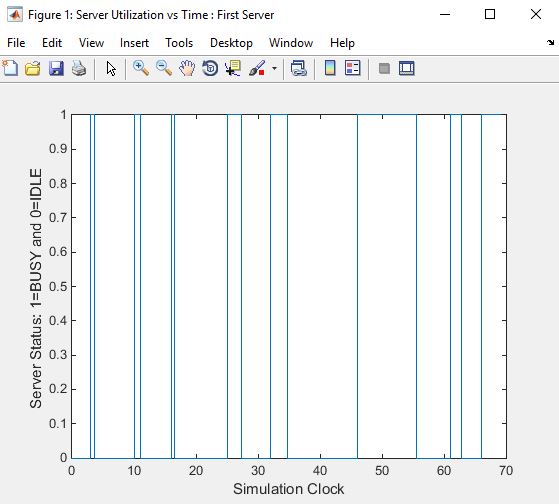 Figure 1: Server Utilization vs Time : First Server
File Edit View Insert Tools Desktop Window Help
1
0.9
0.8
0.7
0.6
0.5
0.4
0.3
0.2
0.1
0
Server Status: 1=BUSY and 0=IDLE
0 10 20 30 40 50 60 70
Simulation Clock